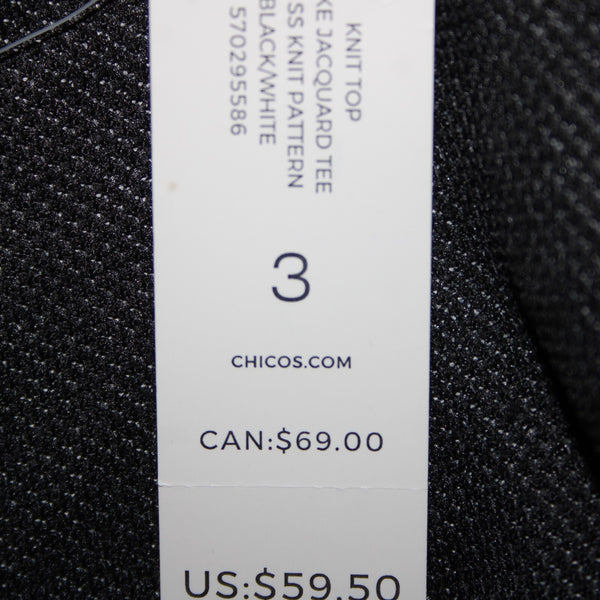 KNIT TOP
JACQUARD TEE
SS KNIT PATTERN
BLACK/WHITE
570295586
3
CHICOS.COM
CAN:$69.00
US:$59.50